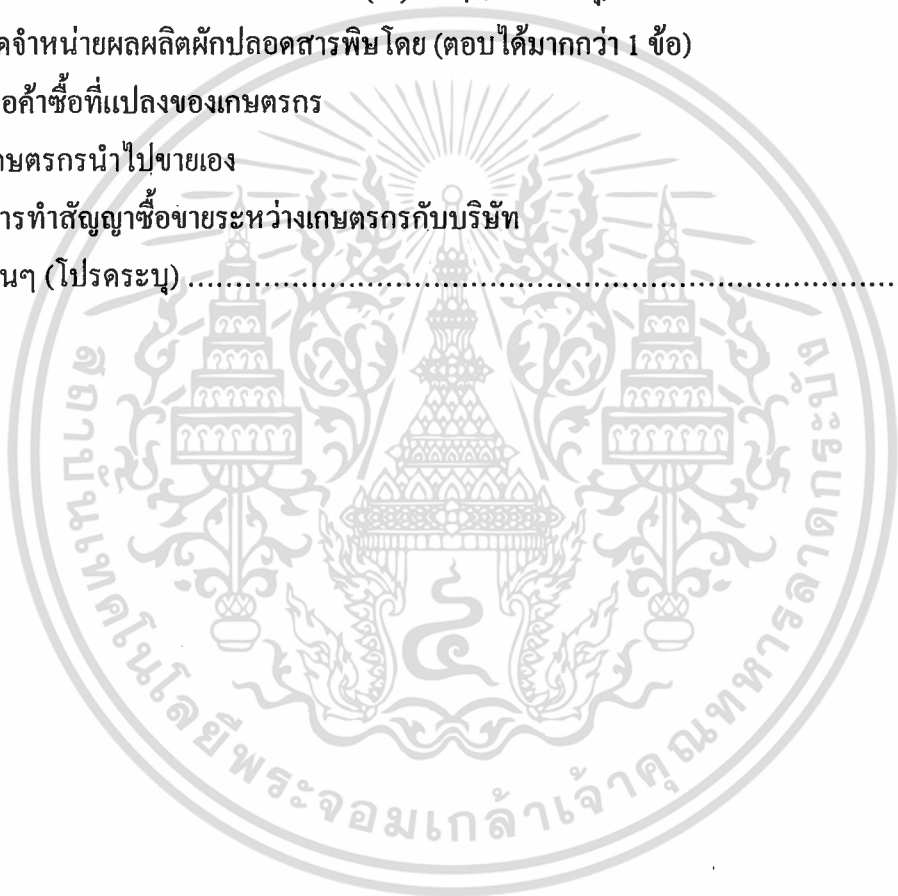 ดจำหน่ายผลผลิตผักปลอดสารพิษโดย (ตอบได้มากกว่า 1 ข้อ)
อค้าซื้อที่แปลงของเกษตรกร
กษตรกรนำไปขายเอง
ารทำสัญญาซื้อขายระหว่างเกษตรกรกับบริษัท
นๆ (โปรดระบุ) ........................................................................
สถาบันเทคโนโลยีพระจอมเกล้าเจ้าคุณทหารลาดกระบัง
๔